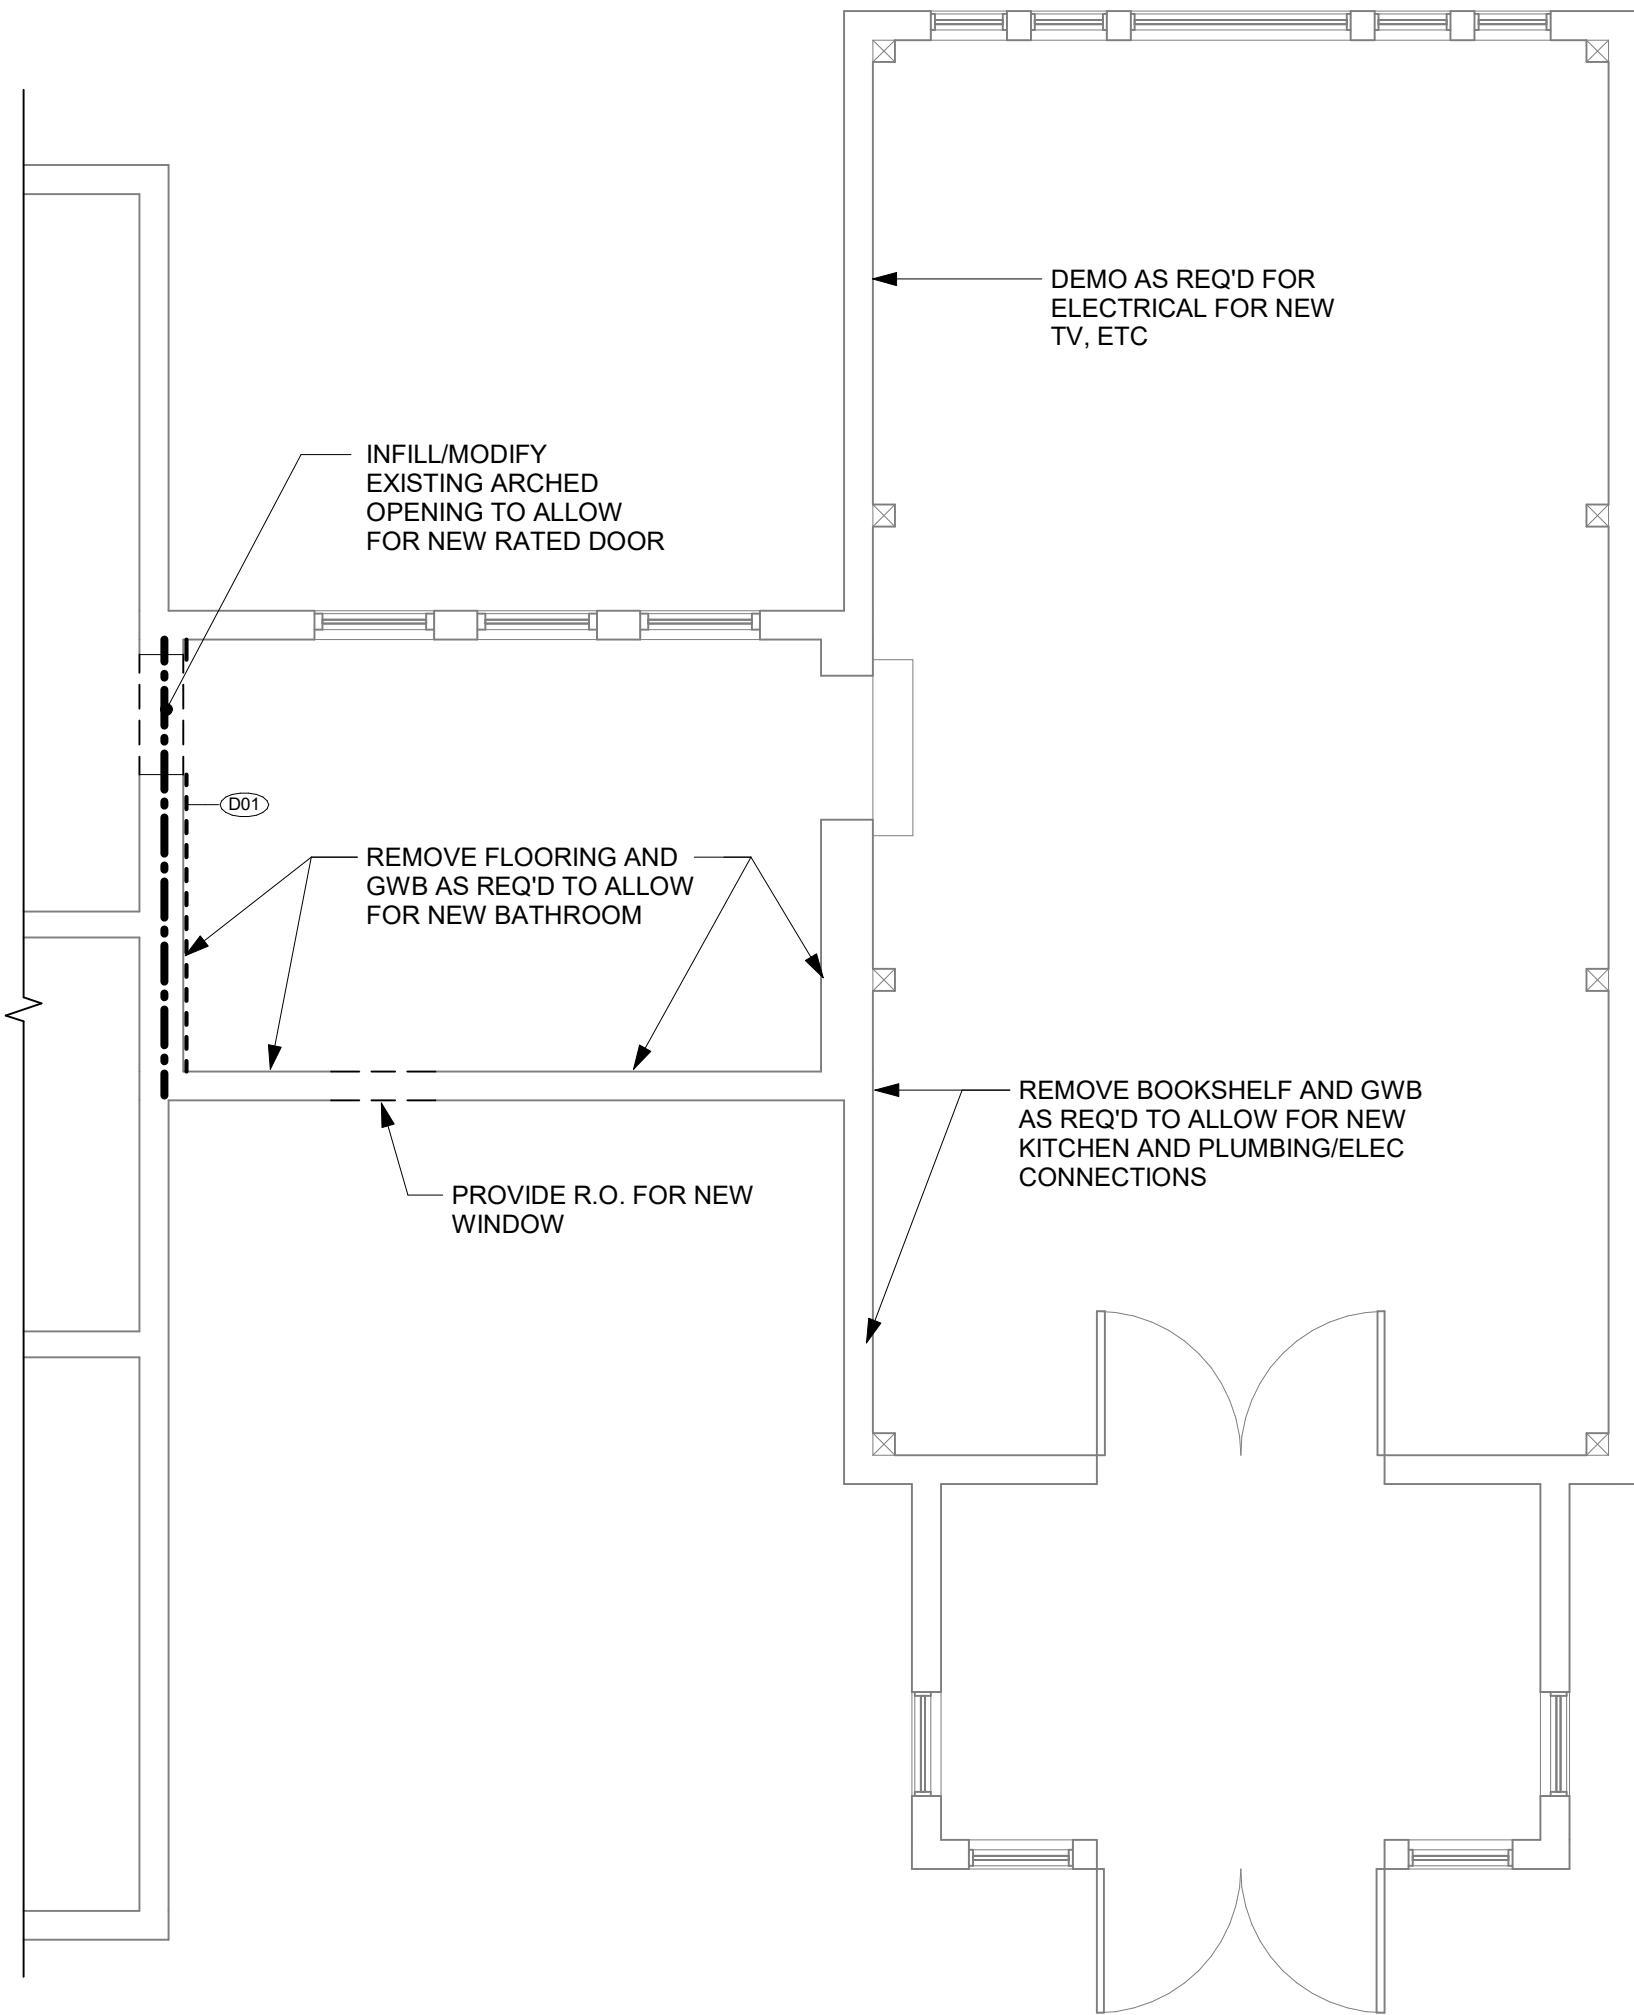 DEMO AS REQ'D FOR
ELECTRICAL FOR NEW
TV, ETC
INFILL/MODIFY
EXISTING ARCHED
OPENING TO ALLOW
FOR NEW RATED DOOR
D01
REMOVE FLOORING AND
GWB AS REQ'D TO ALLOW
FOR NEW BATHROOM
REMOVE BOOKSHELF AND GWB
AS REQ'D TO ALLOW FOR NEW
KITCHEN AND PLUMBING/ELEC
CONNECTIONS
PROVIDE R.O. FOR NEW
WINDOW